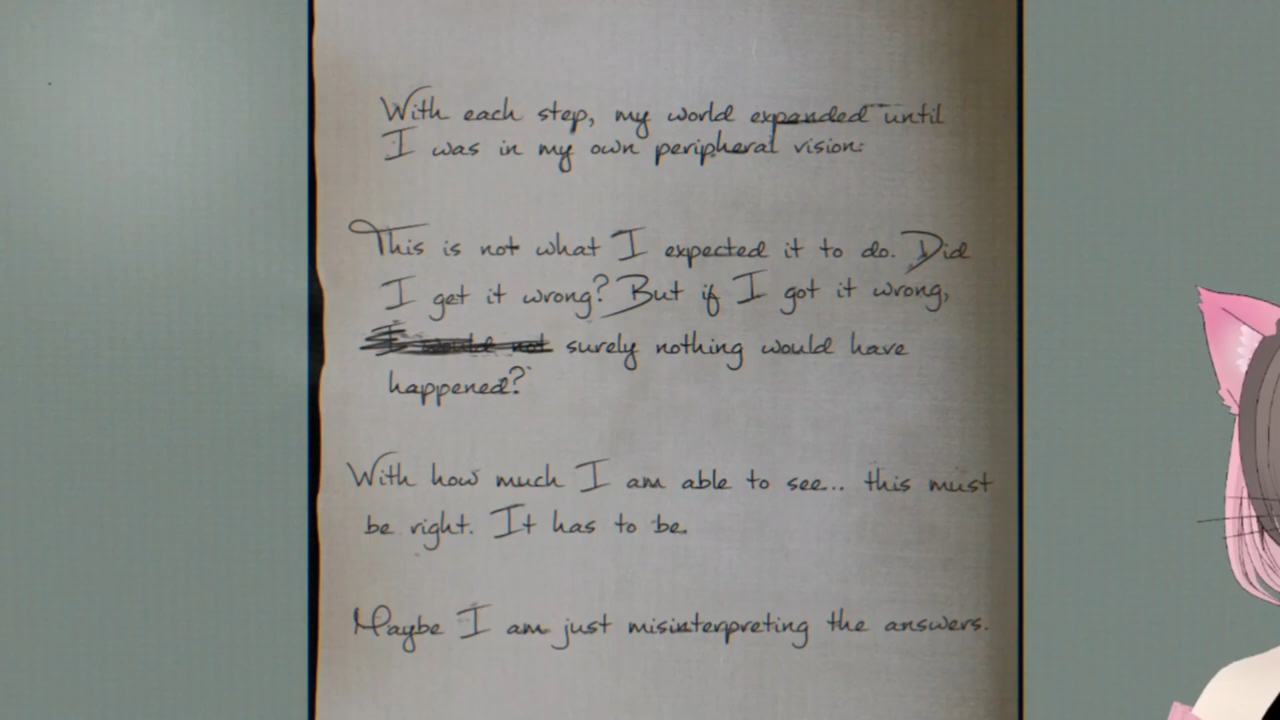 With each step, my world expanded until
I was in my own peripheral vision.
This is not what I expected it to do. Did
I get it wrong? But if I got it wrong,
surely nothing would have
happened?
With how much I am able to see... this must
be right. It has to be.
Maybe I am just misinterpreting the answers.